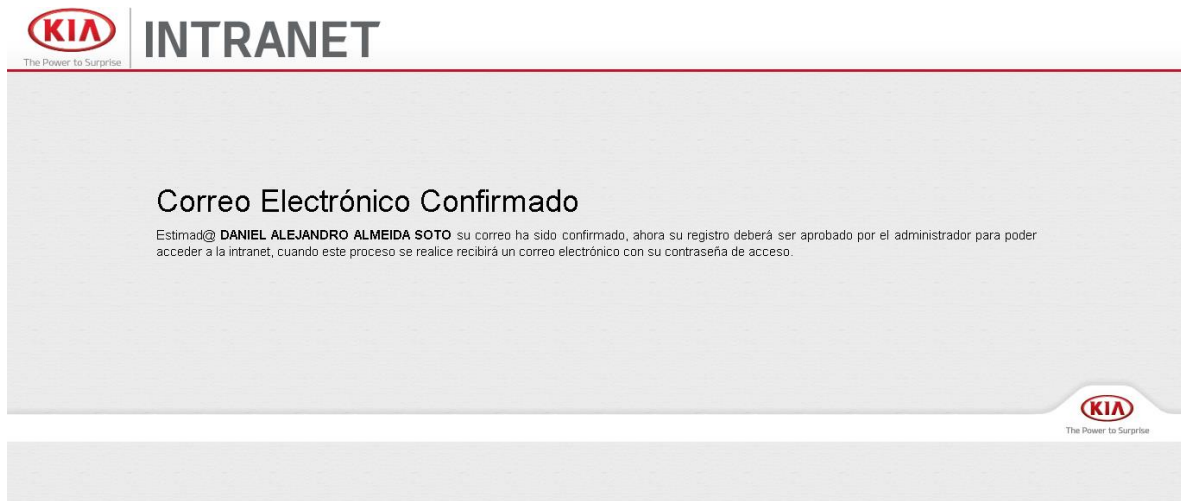 KIA
The Power to Surprise
INTRANET
Correo Electrónico Confirmado
Estimad@ DANIEL ALEJANDRO ALMEIDA SOTO su correo ha sido confirmado, ahora su registro deberá ser aprobado por el administrador para poder
acceder a la intranet, cuando este proceso se realice recibirá un correo electrónico con su contraseña de acceso.
KIA
The Power to Surprise